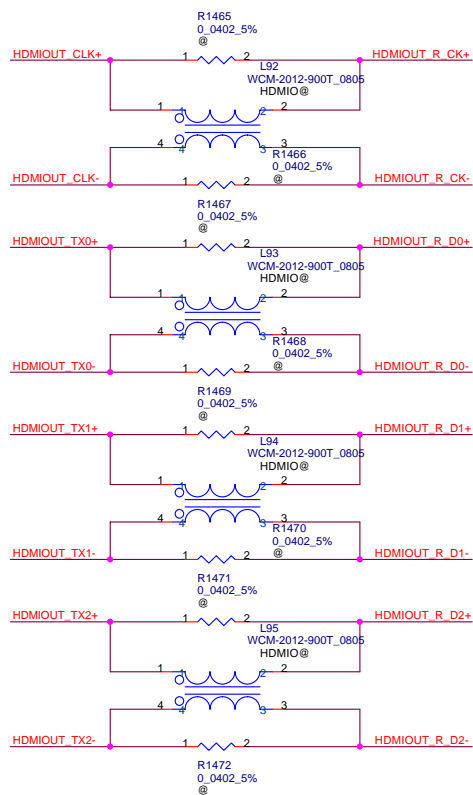 R1465
0_0402_5%
@
HDMIOUT_CLK+ 1 2 HDMIOUT_R_CK+
L92
WCM-2012-900T_0805
HDMIO@
1 1 2 2
4 4 3 3
R1466
0_0402_5%
@
HDMIOUT_CLK- 1 2 HDMIOUT_R_CK-
R1467
0_0402_5%
@
HDMIOUT_TX0+ 1 2 HDMIOUT_R_D0+
L93
WCM-2012-900T_0805
HDMIO@
1 1 2 2
4 4 3 3
R1468
0_0402_5%
@
HDMIOUT_TX0- 1 2 HDMIOUT_R_D0-
R1469
0_0402_5%
@
HDMIOUT_TX1+ 1 2 HDMIOUT_R_D1+
L94
WCM-2012-900T_0805
HDMIO@
1 1 2 2
4 4 3 3
R1470
0_0402_5%
@
HDMIOUT_TX1- 1 2 HDMIOUT_R_D1-
R1471
0_0402_5%
@
HDMIOUT_TX2+ 1 2 HDMIOUT_R_D2+
L95
WCM-2012-900T_0805
HDMIO@
1 1 2 2
4 4 3 3
HDMIOUT_TX2- 1 2 HDMIOUT_R_D2-
R1472
0_0402_5%
@